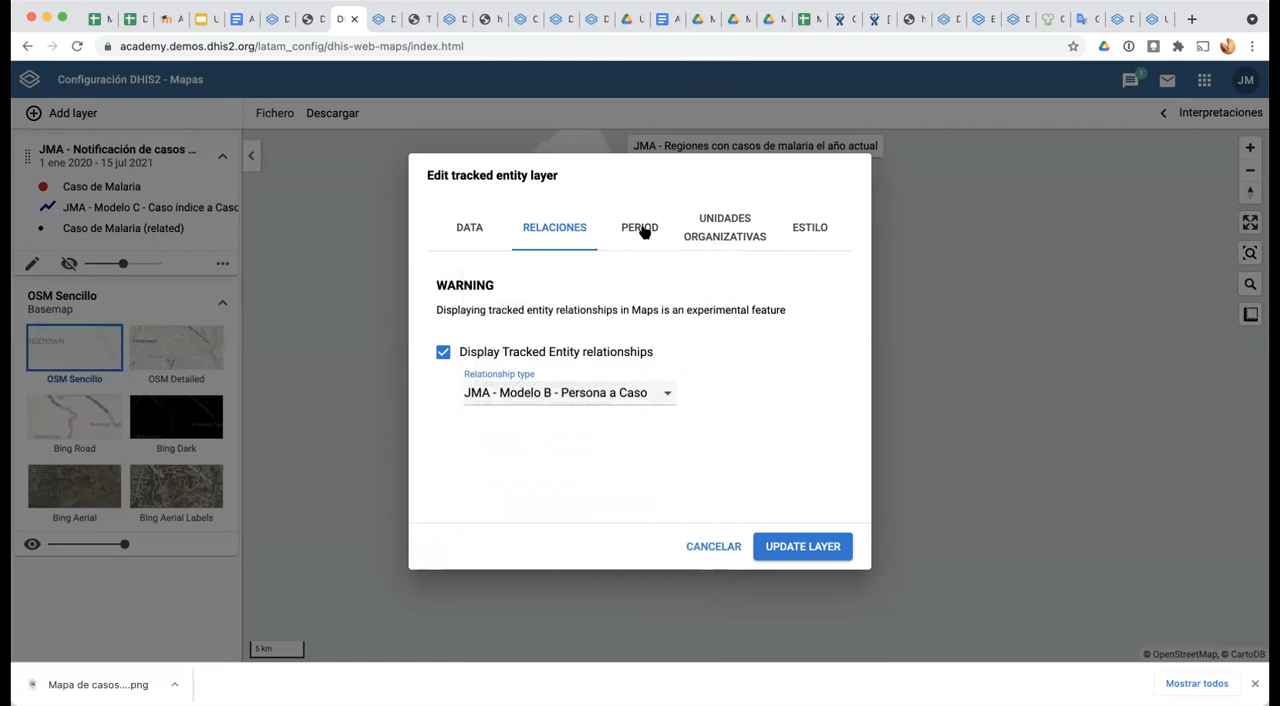 academy.demos.dhis2.org/latam_config/dhis-web-maps/index.html
Configuración DHIS2 - Mapas
1
JM
Add layer
Fichero
Descargar
Interpretaciones
JMA - Notificación de casos ...
1 ene 2020 - 15 jul 2021
Caso de Malaria
JMA - Modelo C - Caso índice a Caso
Caso de Malaria (related)
OSM Sencillo
Basemap
OSM Sencillo
OSM Detailed
Bing Road
Bing Dark
Bing Aerial
Bing Aerial Labels
JMA - Regiones con casos de malaria el año actual
Edit tracked entity layer
DATA
RELACIONES
PERIOD
UNIDADES
ORGANIZATIVAS
ESTILO
WARNING
Displaying tracked entity relationships in Maps is an experimental feature
Display Tracked Entity relationships
Relationship type
JMA - Modelo B - Persona a Caso
CANCELAR
UPDATE LAYER
5 km
© OpenStreetMap, © CartoDB
Mapa de casos....png
Mostrar todos